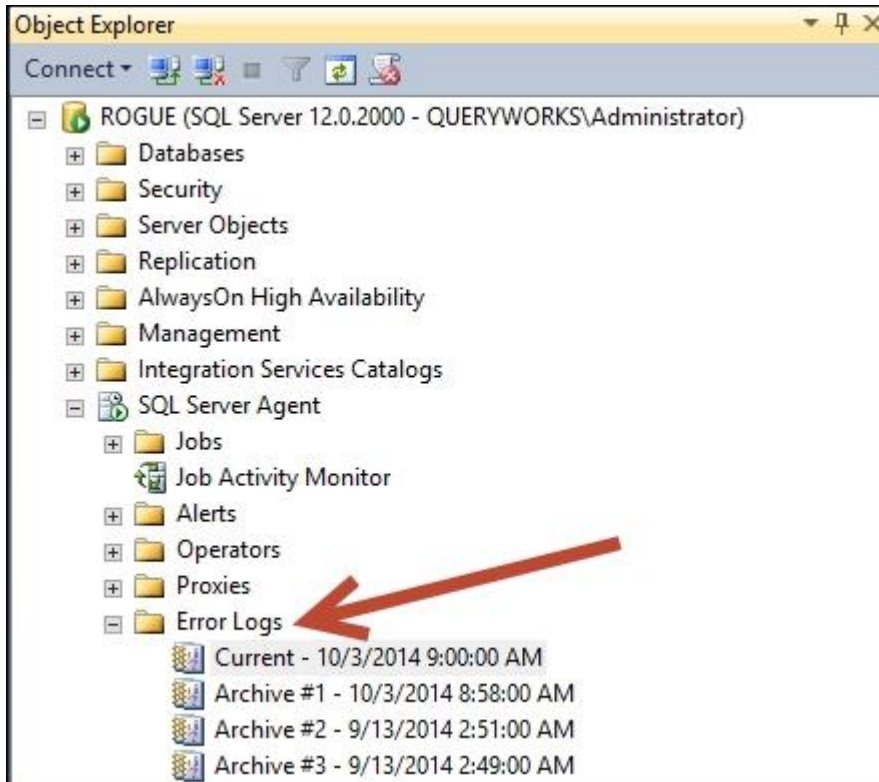 Object Explorer
Connect
ROGUE (SQL Server 12.0.2000 - QUERYWORKS\Administrator)
Databases
Security
Server Objects
Replication
AlwaysOn High Availability
Management
Integration Services Catalogs
SQL Server Agent
Jobs
Job Activity Monitor
Alerts
Operators
Proxies
Error Logs
Current - 10/3/2014 9:00:00 AM
Archive #1 - 10/3/2014 8:58:00 AM
Archive #2 - 9/13/2014 2:51:00 AM
Archive #3 - 9/13/2014 2:49:00 AM